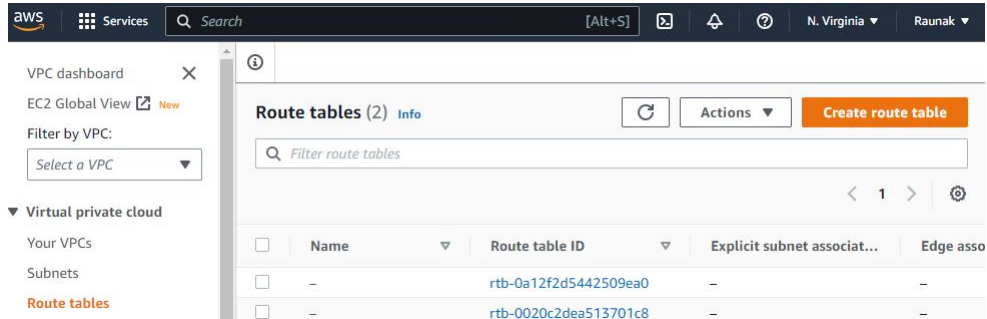 aws Services Search [Alt+S] N. Virginia ▼ Raunak ▼
VPC dashboard
EC2 Global View New
Filter by VPC:
Select a VPC
Virtual private cloud
Your VPCs
Subnets
Route tables
Route tables (2) Info Actions ▼ Create route table
Filter route tables
< 1 >
Name Route table ID Explicit subnet associat... Edge asso
– rtb-0a12f2d5442509ea0 – –
– rtb-0020c2dea513701c8 – –